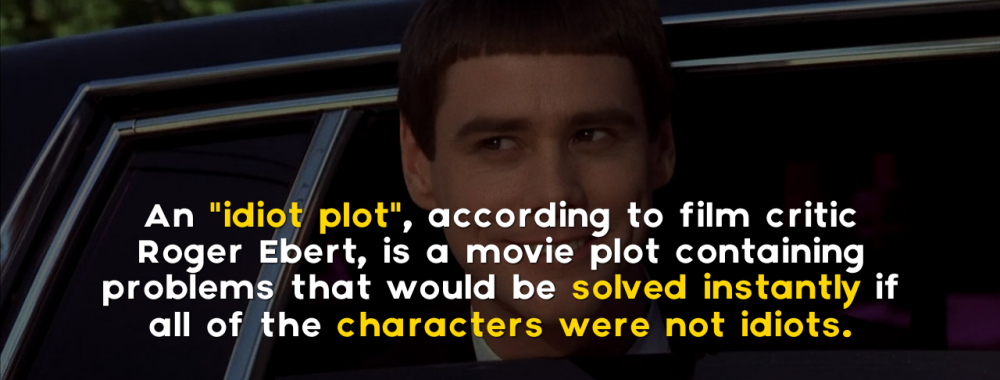 An "idiot plot", according to film critic
Roger Ebert, is a movie plot containing
problems that would be solved instantly if
all of the characters were not idiots.